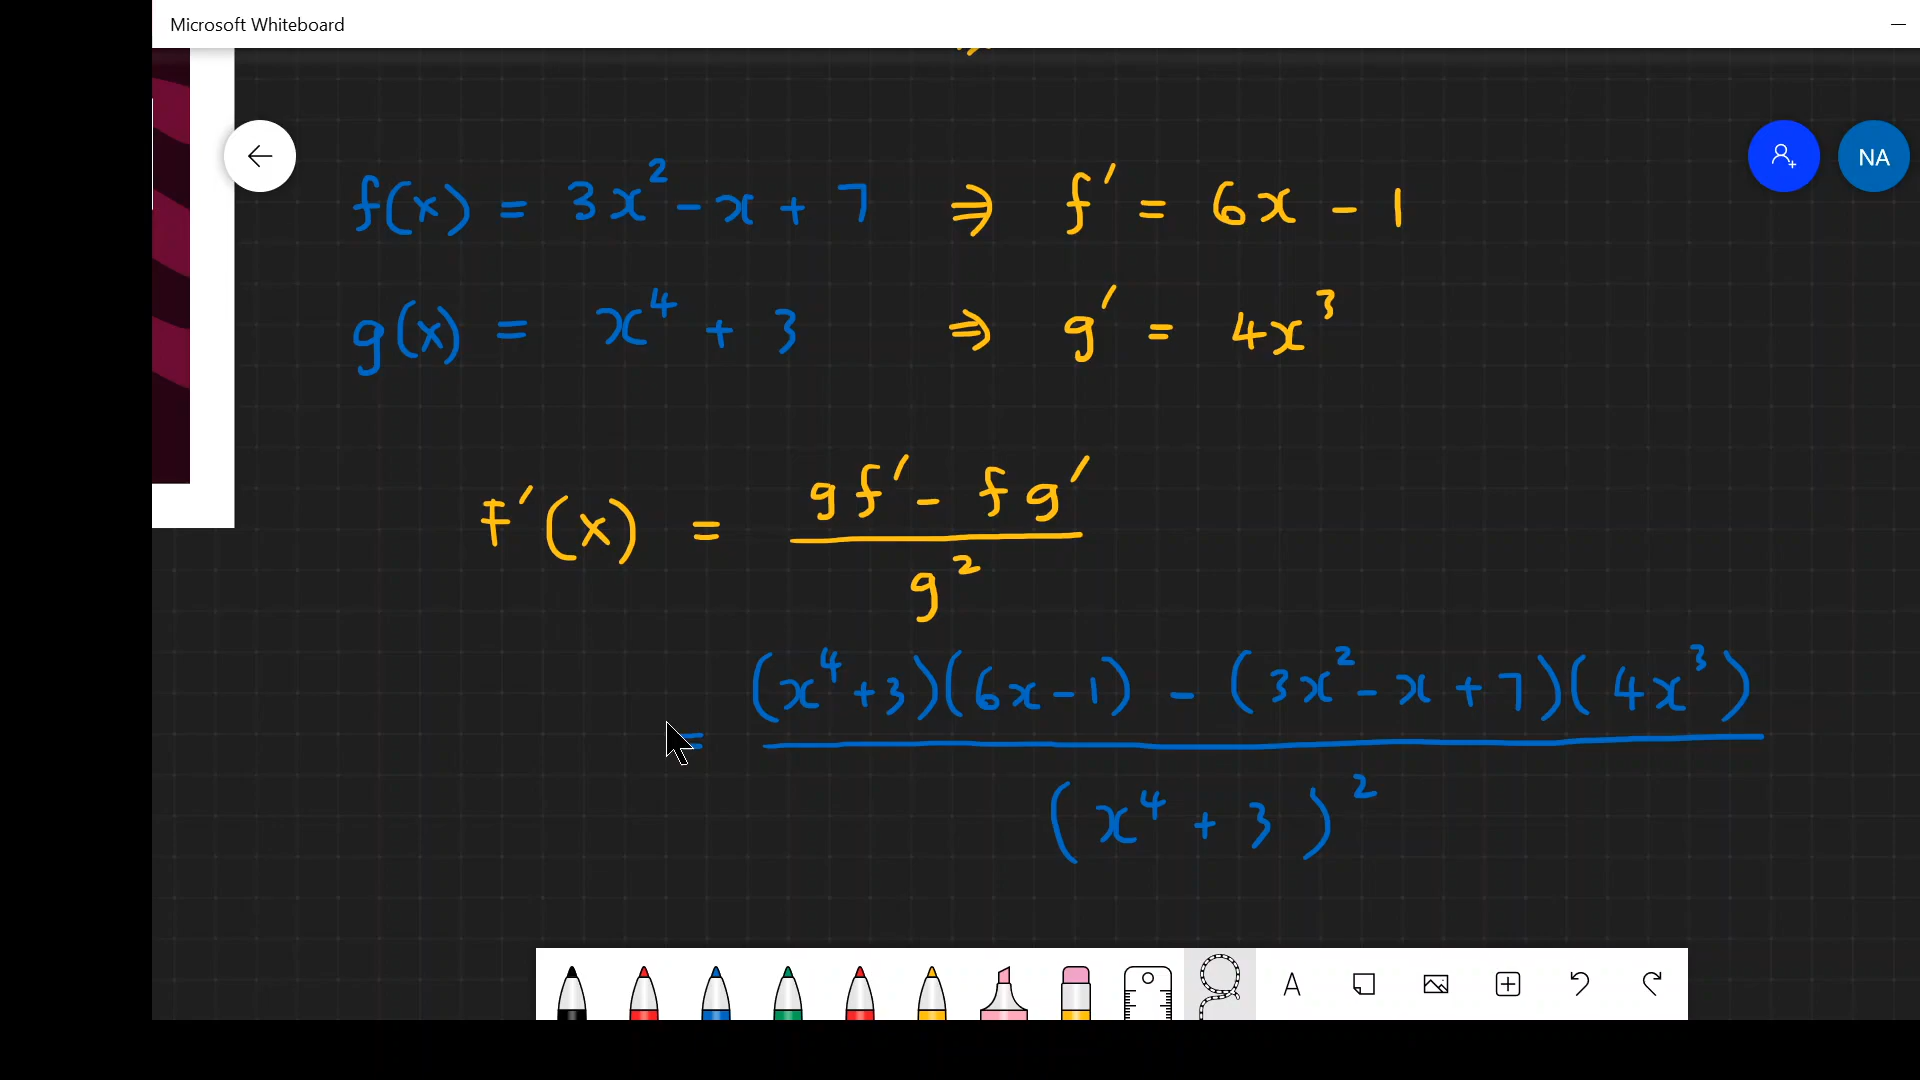 Microsoft Whiteboard
NA
f(x) = 3x² - x + 7 ⇒ f' = 6x - 1
g(x) = x⁴ + 3 ⇒ g' = 4x³
F'(x) = (gf' - fg') / g²
= ((x⁴+3)(6x-1) - (3x²-x+7)(4x³)) / (x⁴+3)²